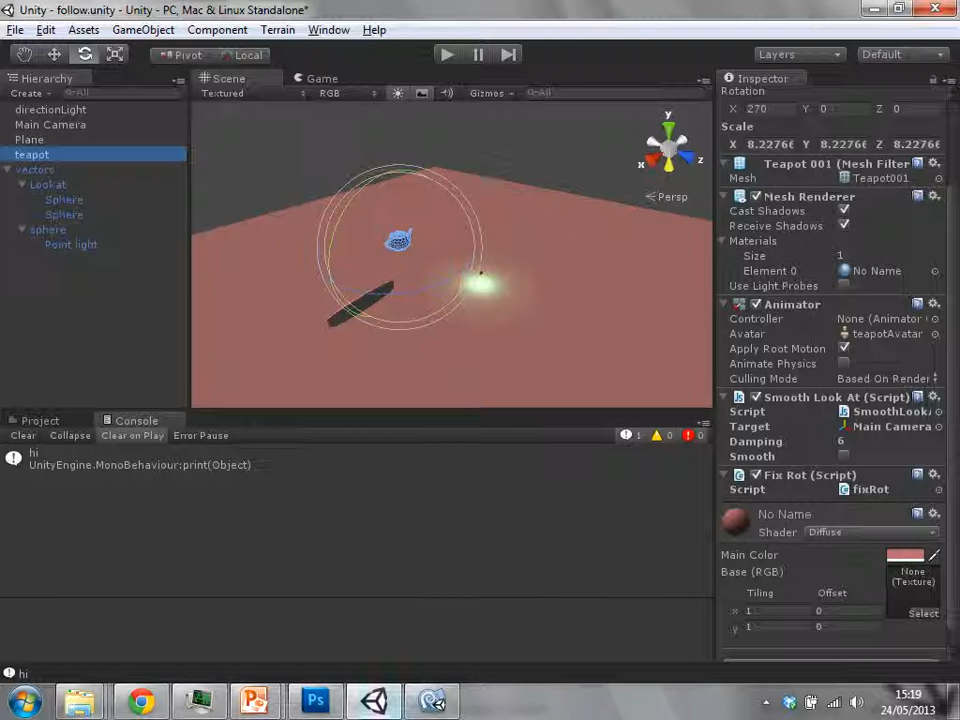 Unity - follow.unity - Unity - PC, Mac & Linux Standalone*
File Edit Assets GameObject Component Terrain Window Help
Pivot Local Layers Default
Hierarchy
Create All
directionLight
Main Camera
Plane
teapot
vectors
Lookat
Sphere
Sphere
sphere
Point light
Scene Game
Textured RGB Gizmos All
y
x
z
Persp
Project Console
Clear Collapse Clear on Play Error Pause 1 0 0
hi
UnityEngine.MonoBehaviour:print(Object)
Inspector
Rotation
X 270 Y 0 Z 0
Scale
X 8.22766 Y 8.22766 Z 8.22766
Teapot 001 (Mesh Filter
Mesh Teapot001
Mesh Renderer
Cast Shadows
Receive Shadows
Materials
Size 1
Element 0 No Name
Use Light Probes
Animator
Controller None (Animator
Avatar teapotAvatar
Apply Root Motion
Animate Physics
Culling Mode Based On Render
Smooth Look At (Script)
Script SmoothLook
Target Main Camera
Damping 6
Smooth
Fix Rot (Script)
Script fixRot
No Name
Shader Diffuse
Main Color
Base (RGB)
None
(Texture)
Tiling Offset
x 1 0
y 1 0
Select
hi
15:19
24/05/2013